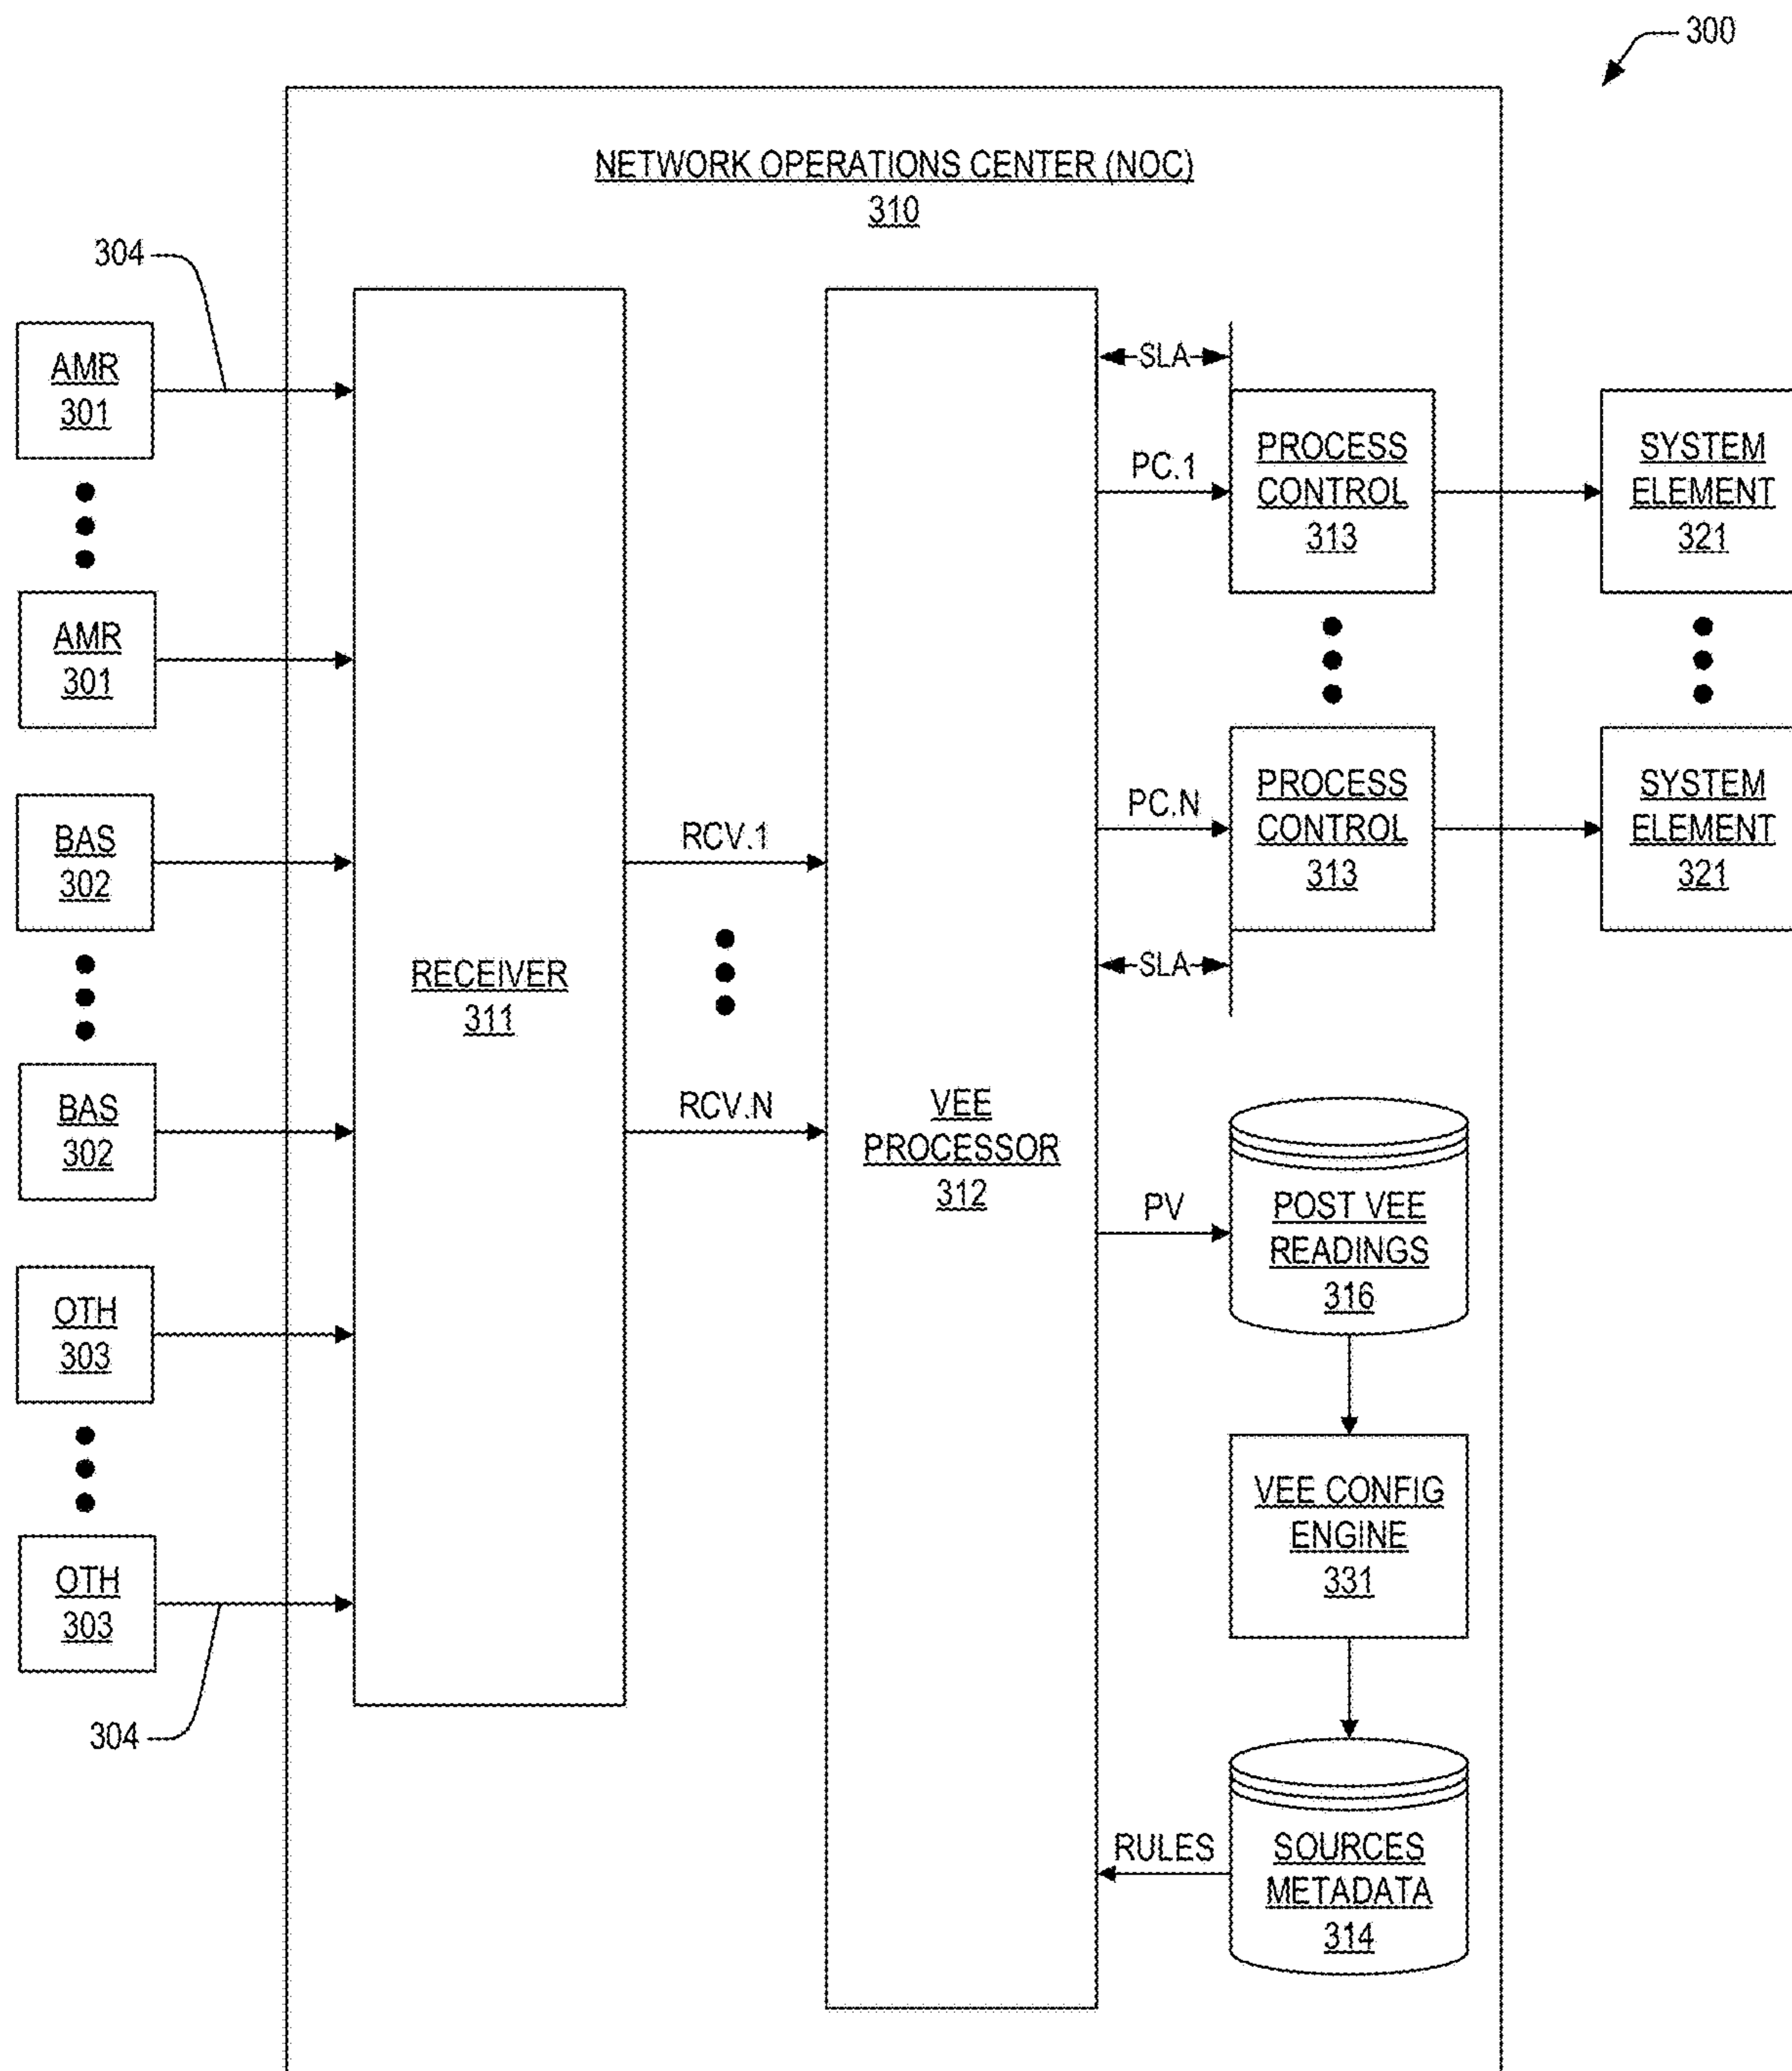 300
NETWORK OPERATIONS CENTER (NOC)
310
304
AMR
301
AMR
301
BAS
302
BAS
302
OTH
303
OTH
303
304
RECEIVER
311
RCV.1
RCV.N
VEE
PROCESSOR
312
SLA
PC.1
PROCESS
CONTROL
313
SYSTEM
ELEMENT
321
PC.N
PROCESS
CONTROL
313
SYSTEM
ELEMENT
321
SLA
PV
POST VEE
READINGS
316
VEE CONFIG
ENGINE
331
RULES
SOURCES
METADATA
314